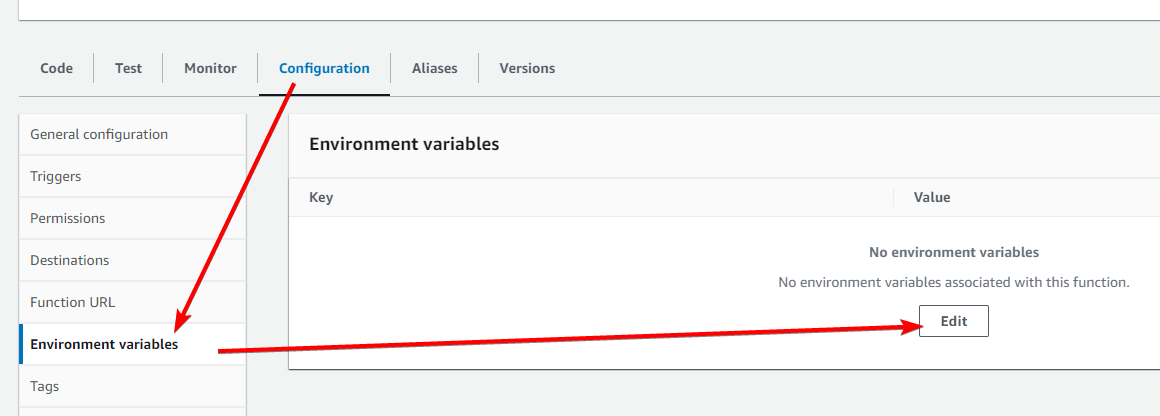 Code Test Monitor Configuration Aliases Versions
General configuration
Triggers
Permissions
Destinations
Function URL
Environment variables
Tags
Environment variables
Key Value
No environment variables
No environment variables associated with this function.
Edit